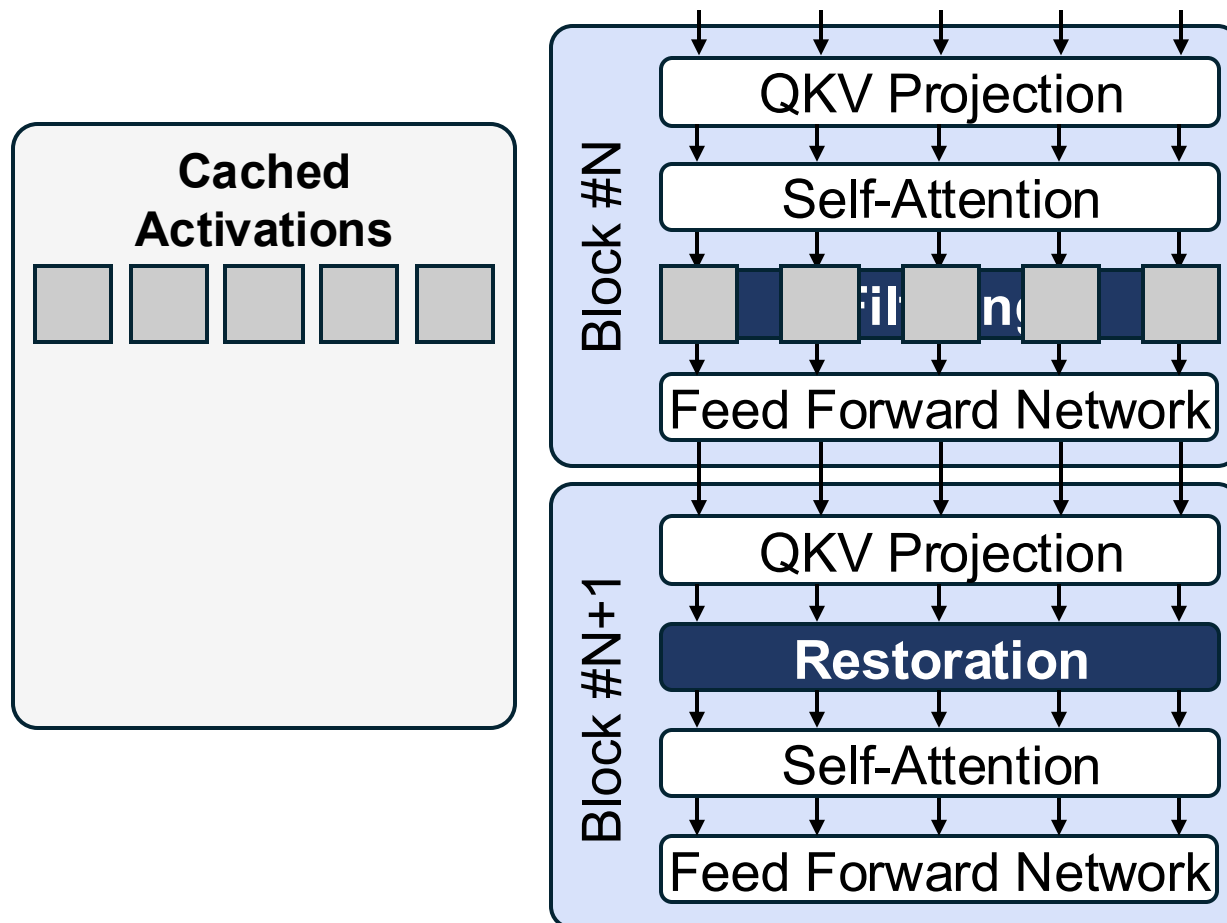 Cached
Activations
Block #N
QKV Projection
Self-Attention
Feed Forward Network
Block #N+1
QKV Projection
Restoration
Self-Attention
Feed Forward Network